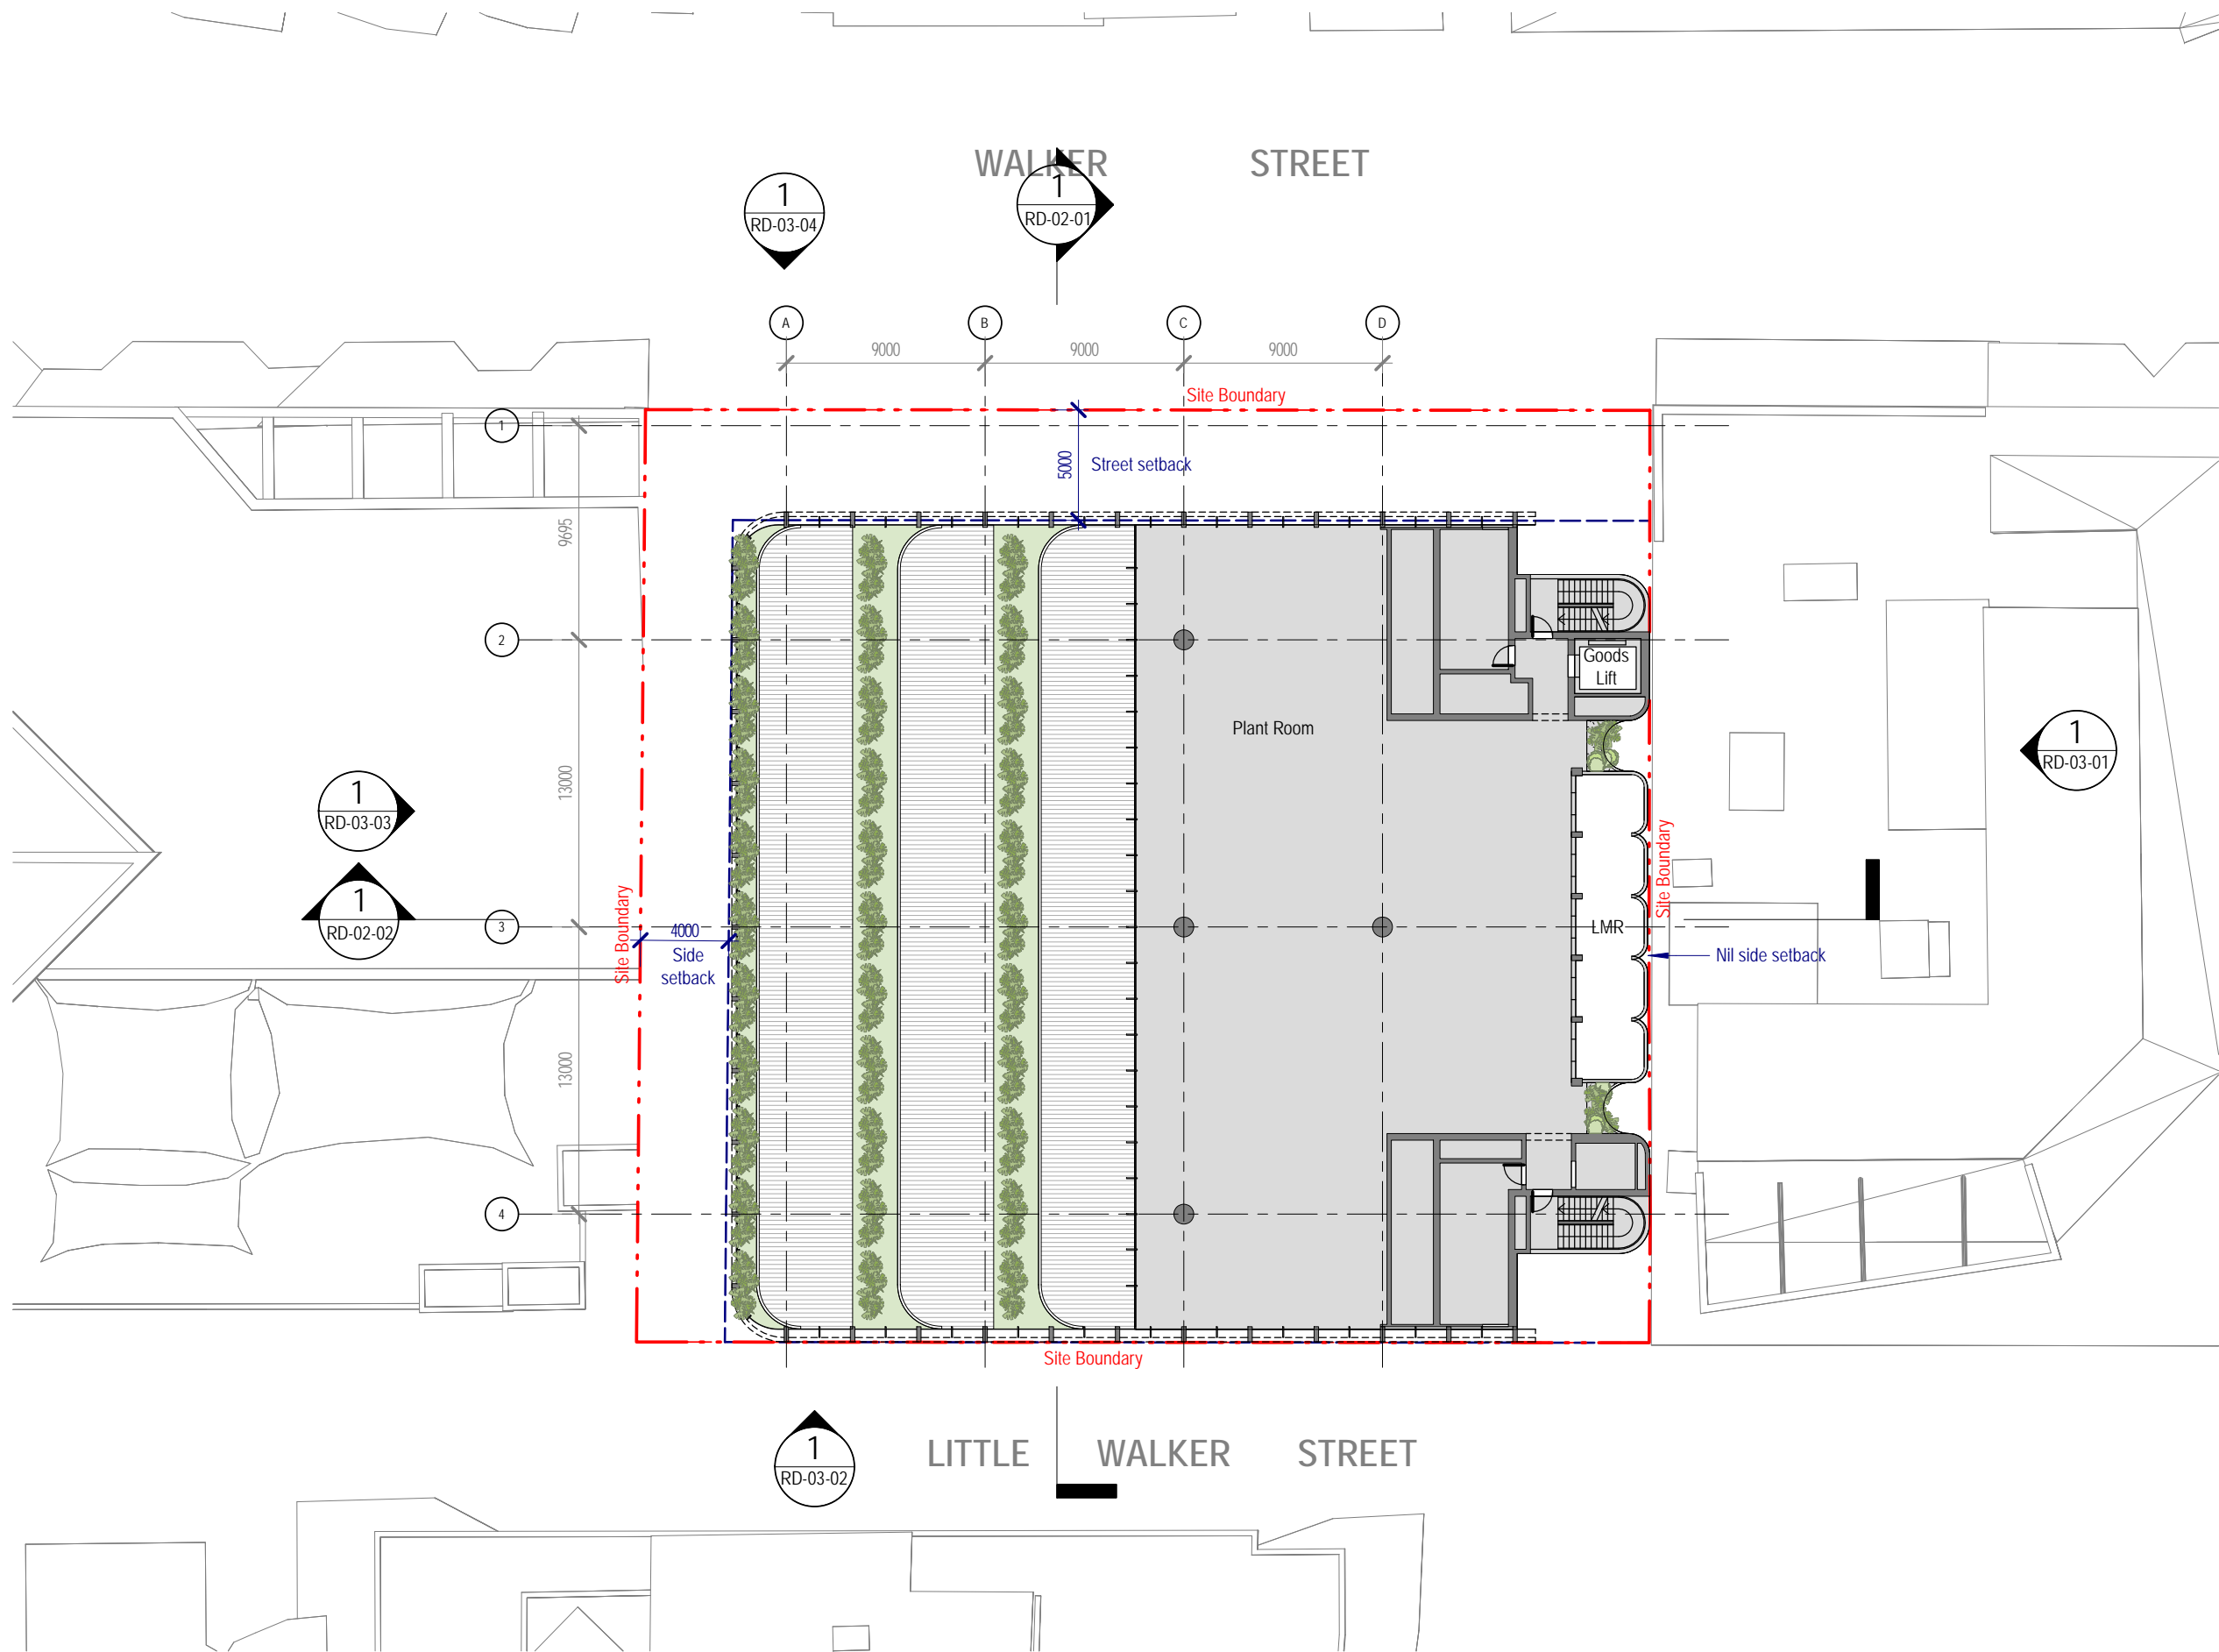 WALKER STREET
1
RD-03-04
1
RD-02-01
A
B
C
D
9000
9000
9000
Site Boundary
1
5000
Street setback
9695
2
Goods
Lift
Plant Room
1
RD-03-01
13000
1
RD-03-03
Site Boundary
Site Boundary
1
RD-02-02
3
4000
Side
setback
LMR
Nil side setback
13000
4
Site Boundary
1
RD-03-02
LITTLE WALKER STREET